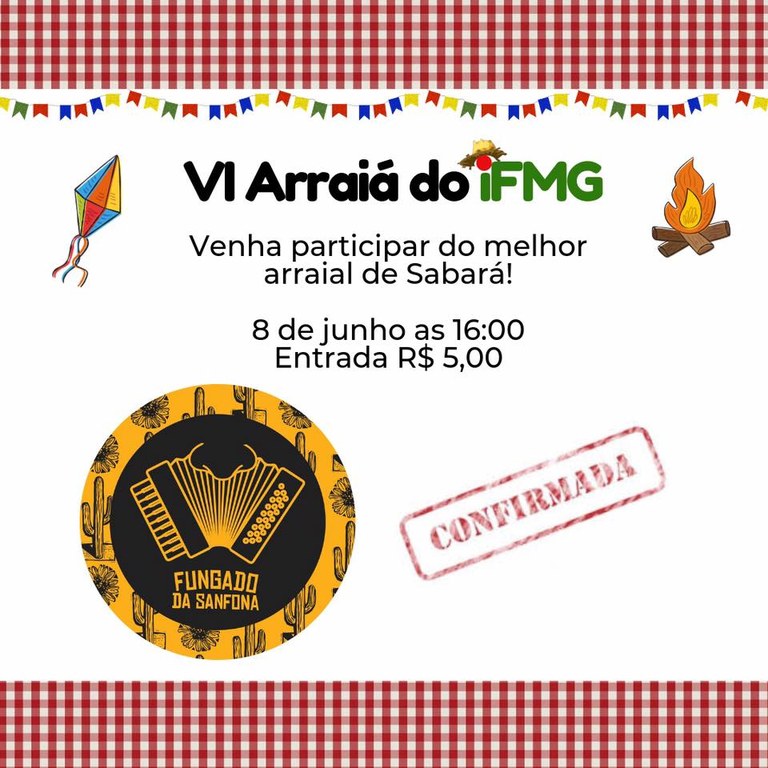 VI Arraiá do iFMG
Venha participar do melhor
arraial de Sabará!
8 de junho as 16:00
Entrada R$ 5,00
FUNGADO
DA SANFONA
CONFIRMADA